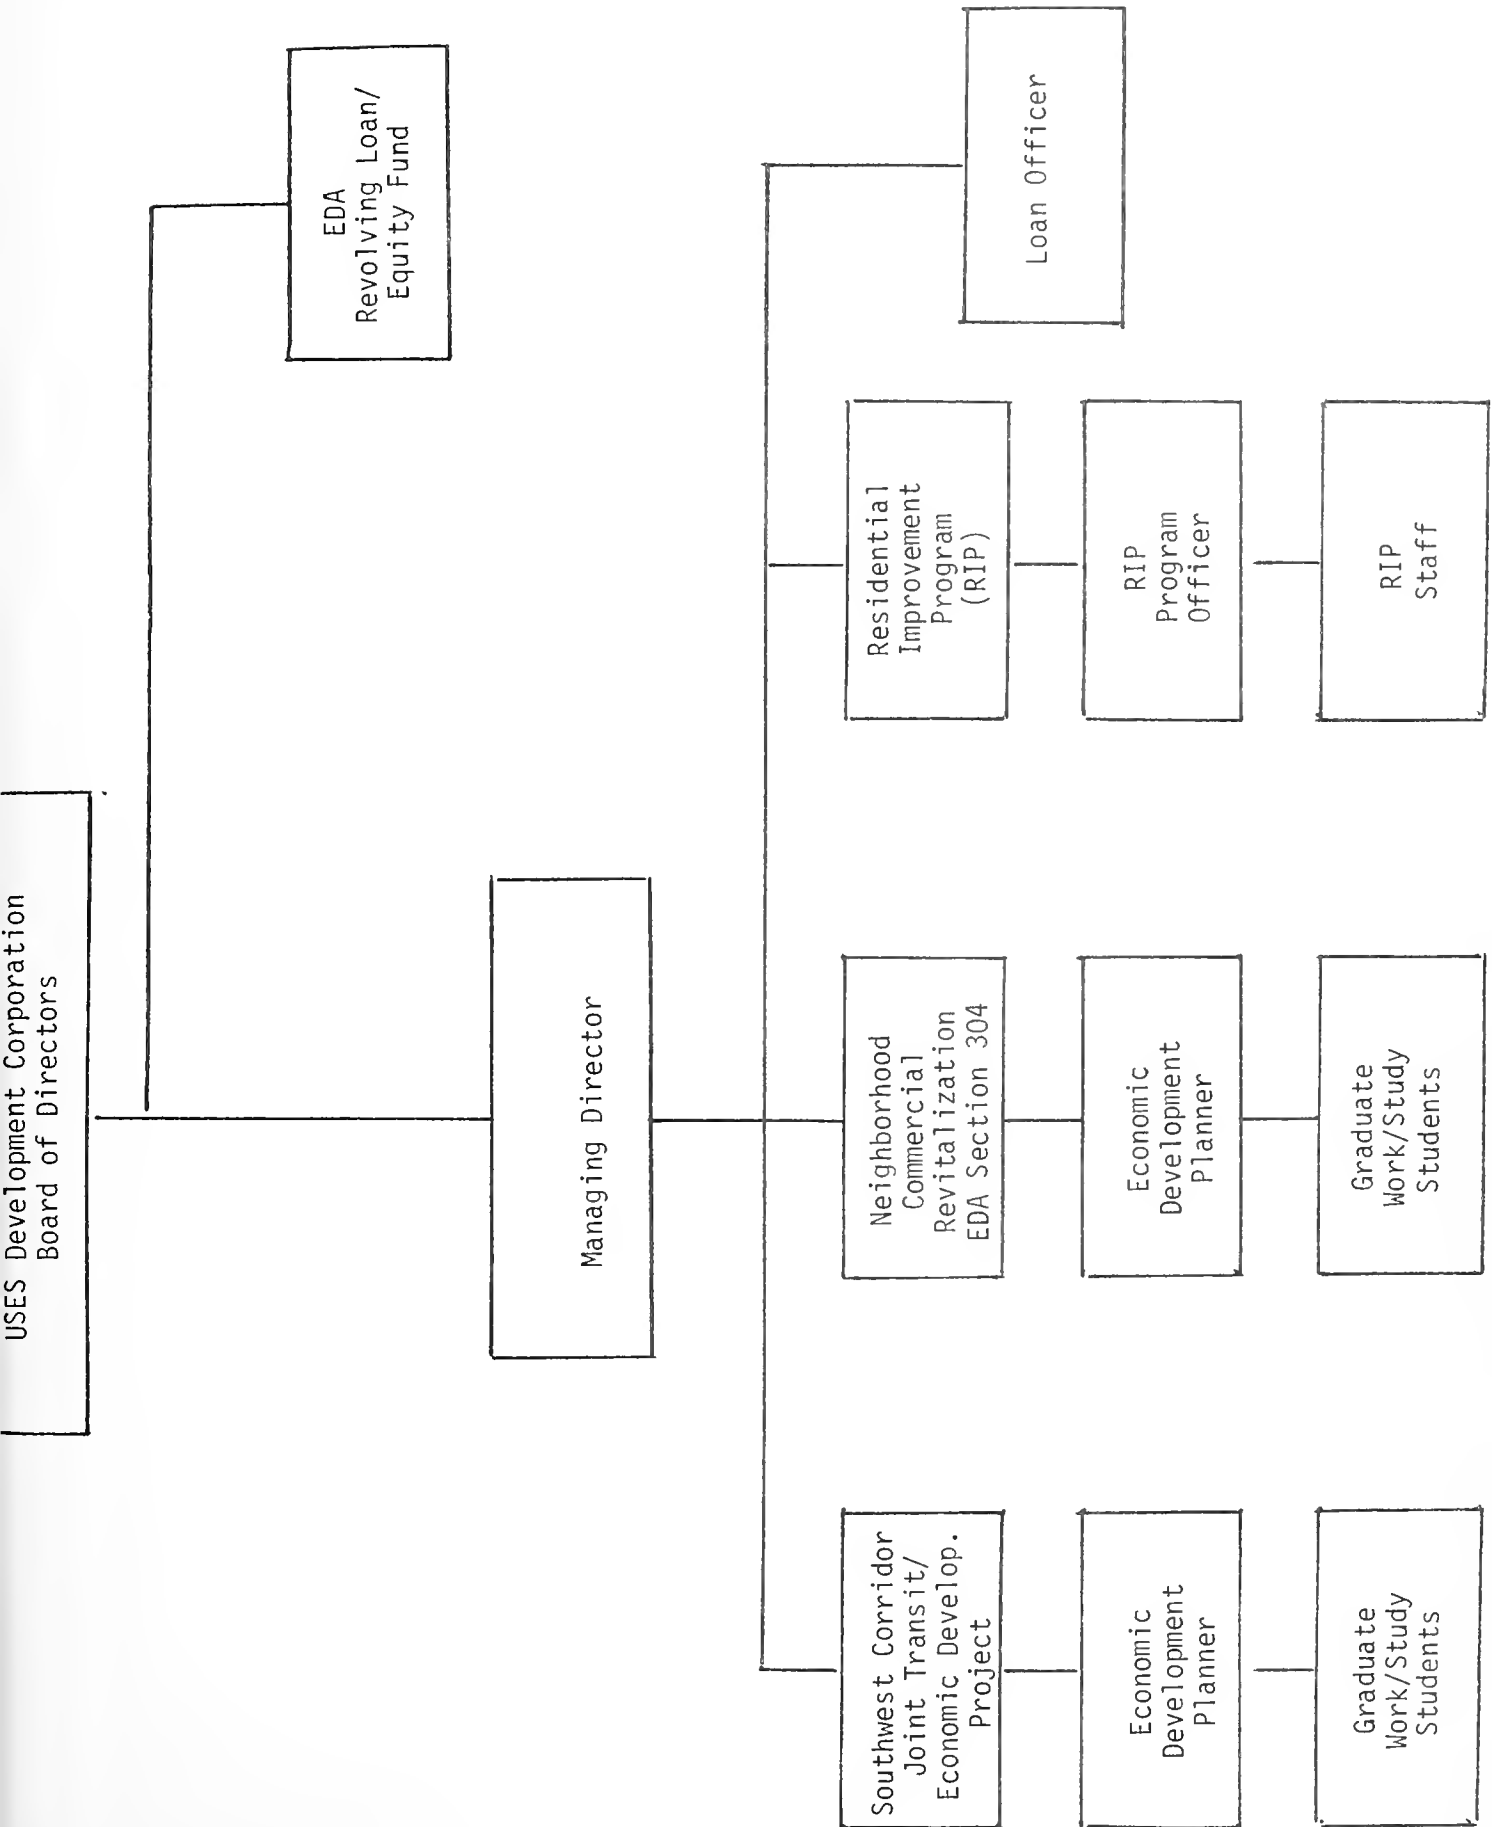 USES Development Corporation
Board of Directors
EDA
Revolving Loan/
Equity Fund
Managing Director
Southwest Corridor
Joint Transit/
Economic Develop.
Project
Neighborhood
Commercial
Revitalization
EDA Section 304
Residential
Improvement
Program
(RIP)
Loan Officer
Economic
Development
Planner
Economic
Development
Planner
RIP
Program
Officer
Graduate
Work/Study
Students
Graduate
Work/Study
Students
RIP
Staff